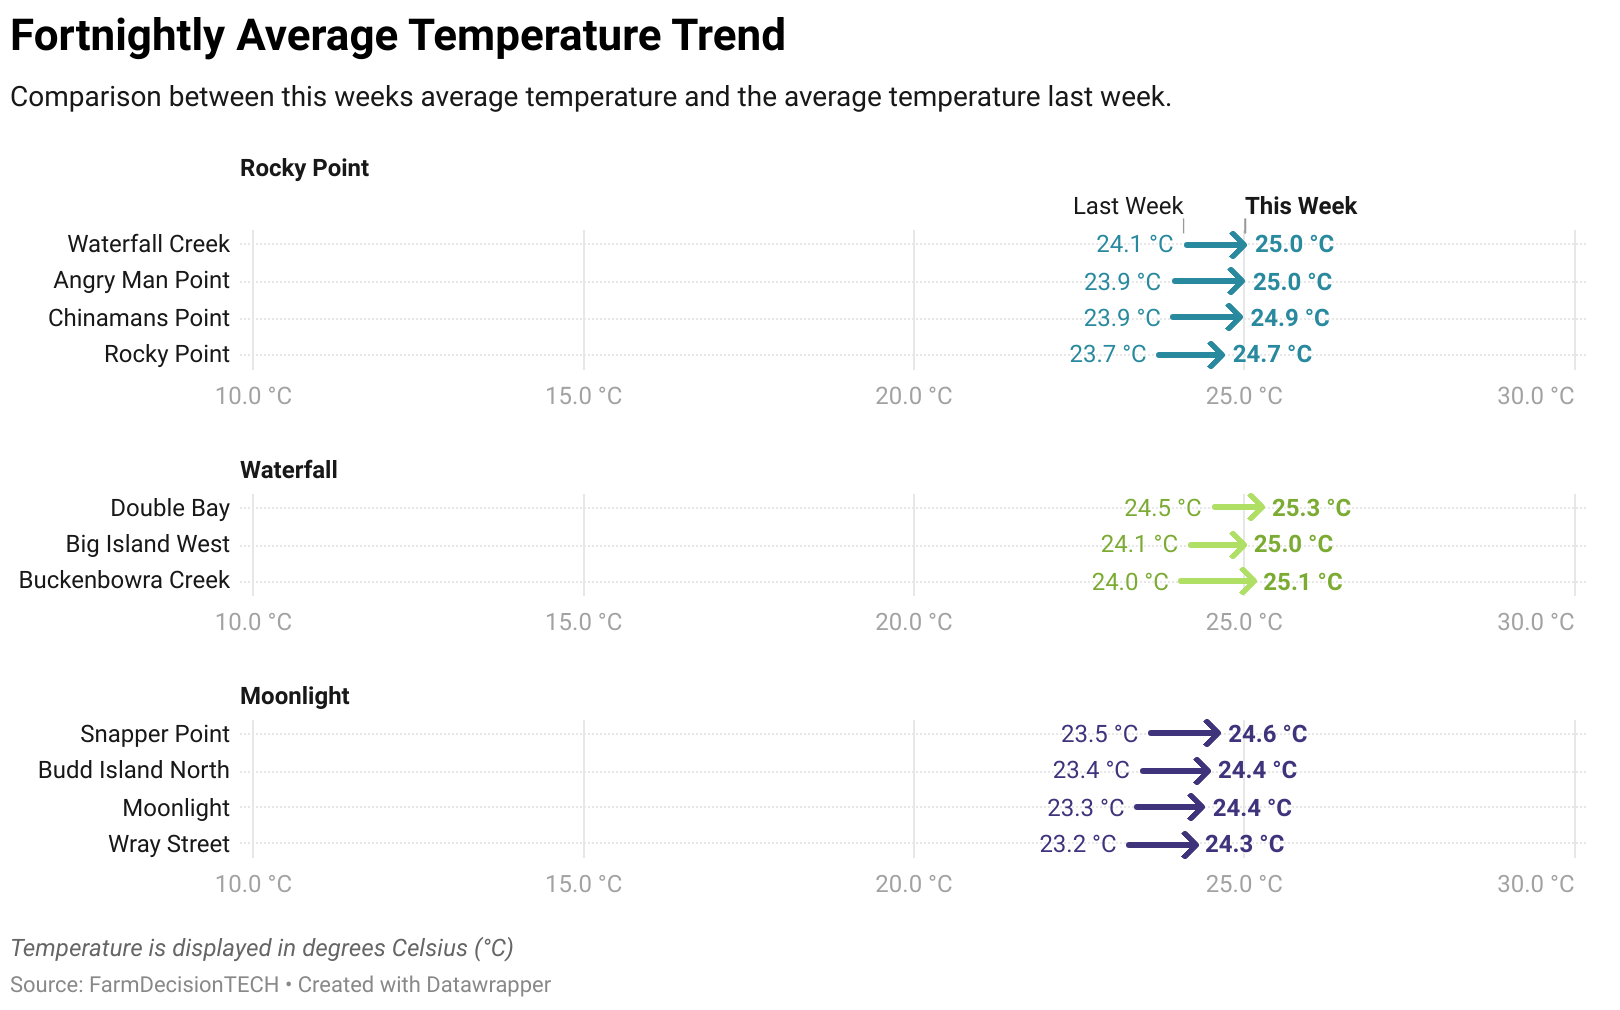 Fortnightly Average Temperature Trend
Comparison between this weeks average temperature and the average temperature last week.
Rocky Point
Last Week This Week
Waterfall Creek 24.1 °C 25.0 °C
Angry Man Point 23.9 °C 25.0 °C
Chinamans Point 23.9 °C 24.9 °C
Rocky Point 23.7 °C 24.7 °C
10.0 °C 15.0 °C 20.0 °C 25.0 °C 30.0 °C
Waterfall
Double Bay 24.5 °C 25.3 °C
Big Island West 24.1 °C 25.0 °C
Buckenbowra Creek 24.0 °C 25.1 °C
10.0 °C 15.0 °C 20.0 °C 25.0 °C 30.0 °C
Moonlight
Snapper Point 23.5 °C 24.6 °C
Budd Island North 23.4 °C 24.4 °C
Moonlight 23.3 °C 24.4 °C
Wray Street 23.2 °C 24.3 °C
10.0 °C 15.0 °C 20.0 °C 25.0 °C 30.0 °C
Temperature is displayed in degrees Celsius (°C)
Source: FarmDecisionTECH • Created with Datawrapper